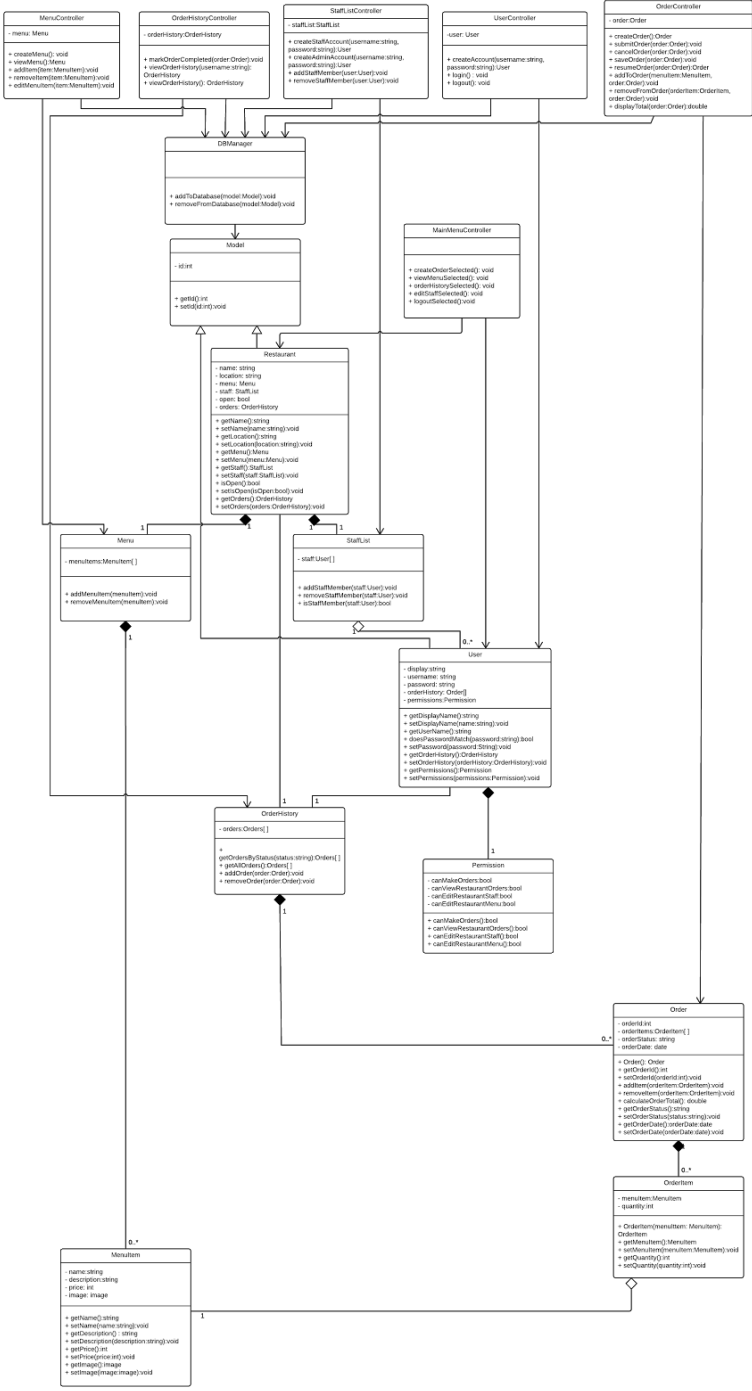 MenuController
- menu: Menu
+ createMenu(): void
+ viewMenu():Menu
+ addItem(item:MenuItem):void
+ removeItem(item:MenuItem):void
+ editMenuItem(item:MenuItem):void
OrderHistoryController
- orderHistory:OrderHistory
+ markOrderCompleted(order:Order):void
+ viewOrderHistory(username:string):
OrderHistory
+ viewOrderHistory(): OrderHistory
StaffListController
- staffList:StaffList
+ createStaffAccount(username:string,
password:string):User
+ createAdminAccount(username:string,
password:string):User
+ addStaffMember(user:User):void
+ removeStaffMember(user:User):void
UserController
-user: User
+ createAccount(username:string,
password:string):User
+ login() : void
+ logout(): void
OrderController
- order:Order
+ createOrder():Order
+ submitOrder(order:Order):void
+ cancelOrder(order:Order):void
+ saveOrder(order:Order):void
+ resumeOrder(order:Order):Order
+ addToOrder(menuItem:MenuItem,
order:Order):void
+ removeFromOrder(orderItem:OrderItem,
order:Order):void
+ displayTotal(order:Order):double
DBManager
+ addToDatabase(model:Model):void
+ removeFromDatabase(model:Model):void
Model
- id:int
+ getId():int
+ setId(id:int):void
MainMenuController
+ createOrderSelected(): void
+ viewMenuSelected(): void
+ orderHistorySelected(): void
+ editStaffSelected(): void
+ logoutSelected():void
Restaurant
- name: string
- location: string
- menu: Menu
- staff: StaffList
- open: bool
- orders: OrderHistory
+ getName():string
+ setName(name:string):void
+ getLocation():string
+ setLocation(location:string):void
+ getMenu():Menu
+ setMenu(menu:Menu):void
+ getStaff():StaffList
+ setStaff(staff:StaffList):void
+ isOpen():bool
+ setIsOpen(isOpen:bool):void
+ getOrders():OrderHistory
+ setOrders(orders:OrderHistory):void
1
1
1
1
Menu
- menuItems:MenuItem[ ]
+ addMenuItem(menuItem):void
+ removeMenuItem(menuItem):void
1
StaffList
- staff:User[ ]
+ addStaffMember(staff:User):void
+ removeStaffMember(staff:User):void
+ isStaffMember(staff:User):bool
1
0..*
User
- display:string
- username: string
- password: string
- orderHistory: Order[]
- permissions:Permission
+ getDisplayName():string
+ setDisplayName(name:string):void
+ getUserName():string
+ doesPasswordMatch(password:string):bool
+ setPassword(password:String):void
+ getOrderHistory():OrderHistory
+ setOrderHistory(orderHistory:OrderHistory):void
+ getPermissions():Permission
+ setPermissions(permissions:Permission):void
1
1
OrderHistory
- orders:Orders[ ]
+
getOrdersByStatus(status:string):Orders[ ]
+ getAllOrders():Orders[ ]
+ addOrder(order:Order):void
+ removeOrder(order:Order):void
1
1
Permission
- canMakeOrders:bool
- canViewRestaurantOrders:bool
- canEditRestaurantStaff:bool
- canEditRestaurantMenu:bool
+ canMakeOrders():bool
+ canViewRestaurantOrders():bool
+ canEditRestaurantStaff():bool
+ canEditRestaurantMenu():bool
0..*
Order
- orderId:int
- orderItems:OrderItem[ ]
- orderStatus: string
- orderDate: date
+ Order(): Order
+ getOrderId():int
+ setOrderId(orderId:int):void
+ addItem(orderItem:OrderItem):void
+ removeItem(orderItem:OrderItem):void
+ calculateOrderTotal(): double
+ getOrderStatus():string
+ setOrderStatus(status:string):void
+ getOrderDate():orderDate:date
+ setOrderDate(orderDate:date):void
0..*
OrderItem
- menuItem:MenuItem
- quantity:int
+ OrderItem(menuItem: MenuItem):
OrderItem
+ getMenuItem():MenuItem
+ setMenuItem(menuItem:MenuItem):void
+ getQuantity():int
+ setQuantity(quantity:int):void
0..*
MenuItem
- name:string
- description:string
- price: int
- image: image
+ getName():string
+ setName(name:string):void
+ getDescription() : string
+ setDescription(description:string):void
+ getPrice():int
+ setPrice(price:int):void
+ getImage():image
+ setImage(image:image):void
1